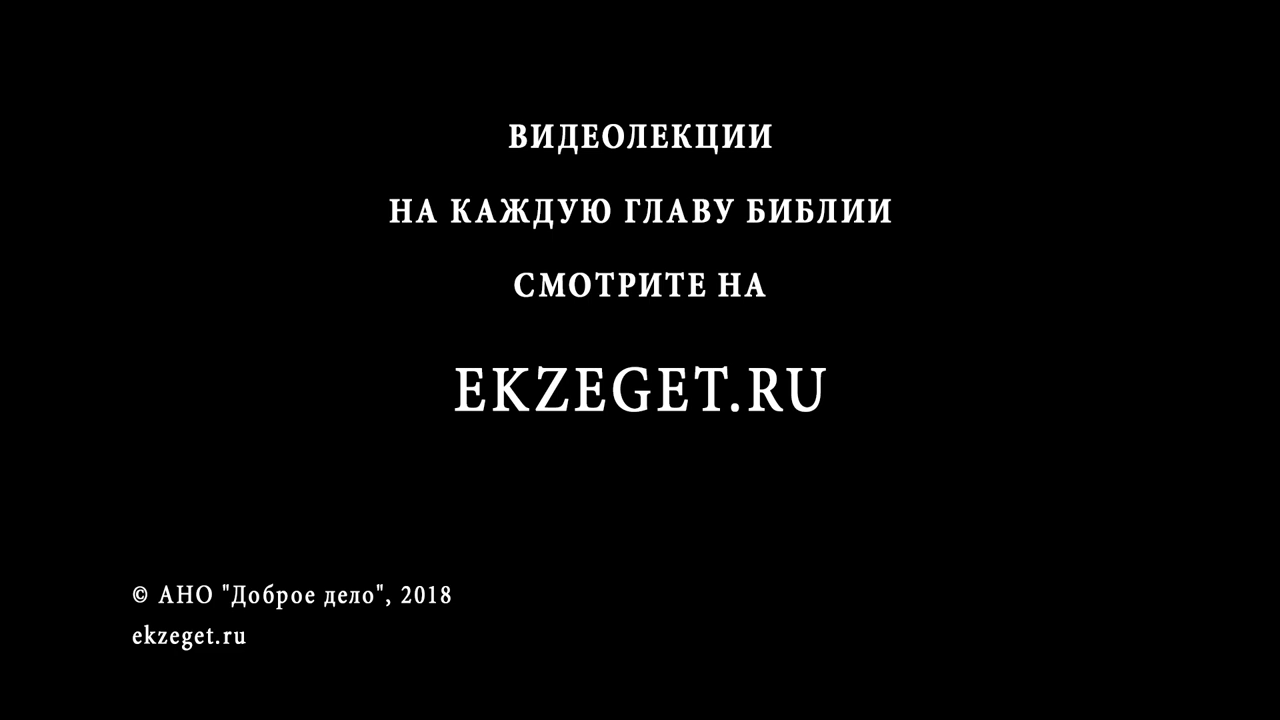 ВИДЕОЛЕКЦИИ
НА КАЖДУЮ ГЛАВУ БИБЛИИ
СМОТРИТЕ НА
EKZEGET.RU
© АНО "Доброе дело", 2018
ekzeget.ru